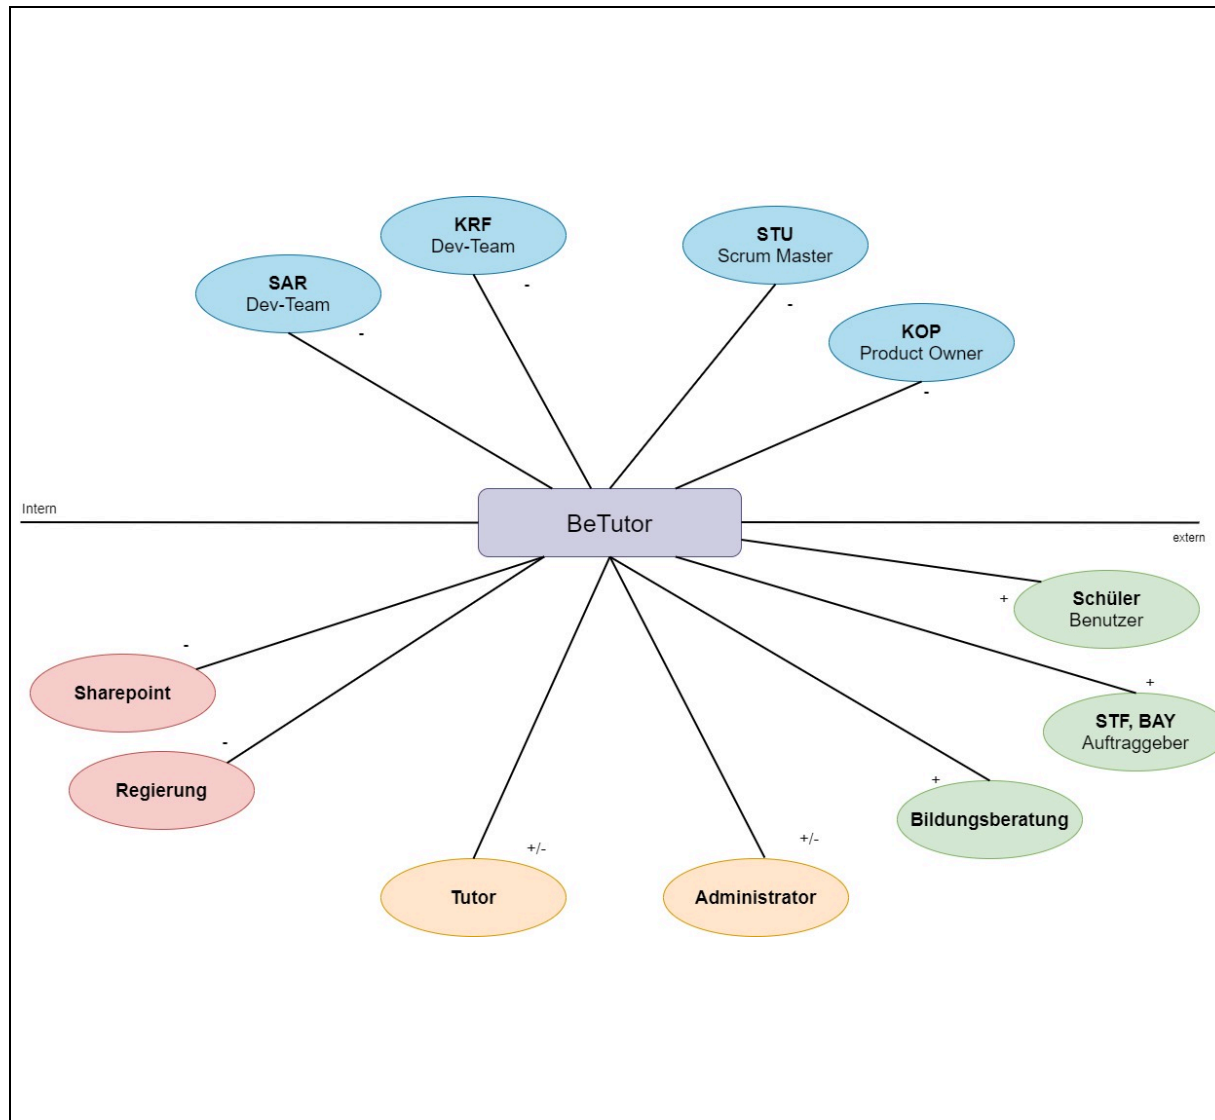 KRF
Dev-Team
-
STU
Scrum Master
-
SAR
Dev-Team
-
KOP
Product Owner
-
Intern
BeTutor
extern
Schüler
Benutzer
+
Sharepoint
-
STF, BAY
Auftraggeber
+
Regierung
-
Bildungsberatung
+
Tutor
+/-
Administrator
+/-